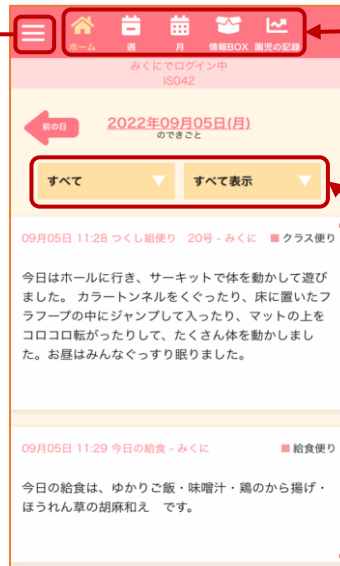 ホーム 週 月 情報BOX 園児の記録
みくにでログイン中
IS042
前の日
2022年09月05日(月)
のできごと
すべて すべて表示
09月05日 11:28 つくし組便り 20号 - みくに ■ クラス便り
今日はホールに行き、サーキットで体を動かして遊び
ました。 カラートンネルをくぐったり、床に置いたフ
ラフープの中にジャンプして入ったり、マットの上を
コロコロ転がったりして、たくさん体を動かしまし
た。お昼はみんなぐっすり眠りました。
09月05日 11:29 今日の給食 - みくに ■ 給食便り
今日の給食は、ゆかりご飯・味噌汁・鶏のから揚げ・
ほうれん草の胡麻和え です。